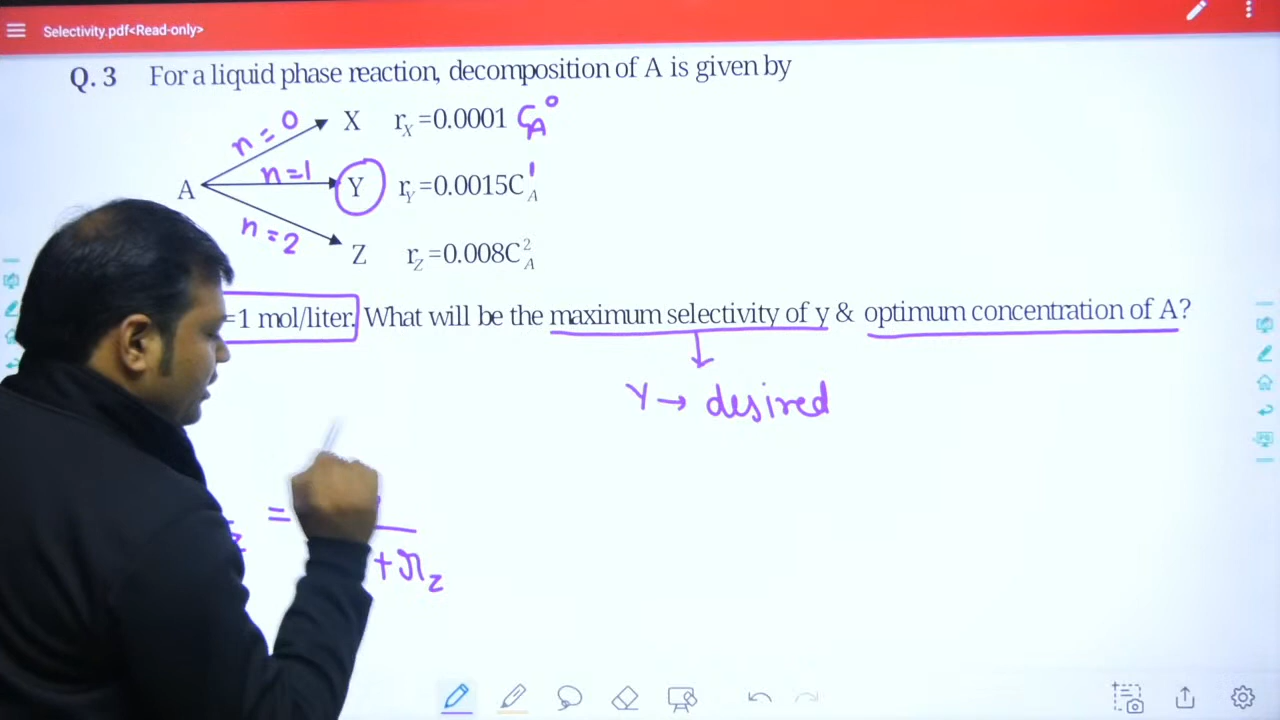 Selectivity.pdf<Read-only>
Q. 3 For a liquid phase reaction, decomposition of A is given by
n = 0 X r_X =0.0001 C_A^0
A n =1 Y r_Y =0.0015C_A^1
n = 2 Z r_Z =0.008C_A^2
=1 mol/liter. What will be the maximum selectivity of y & optimum concentration of A?
Y → desired
=
+ r_z